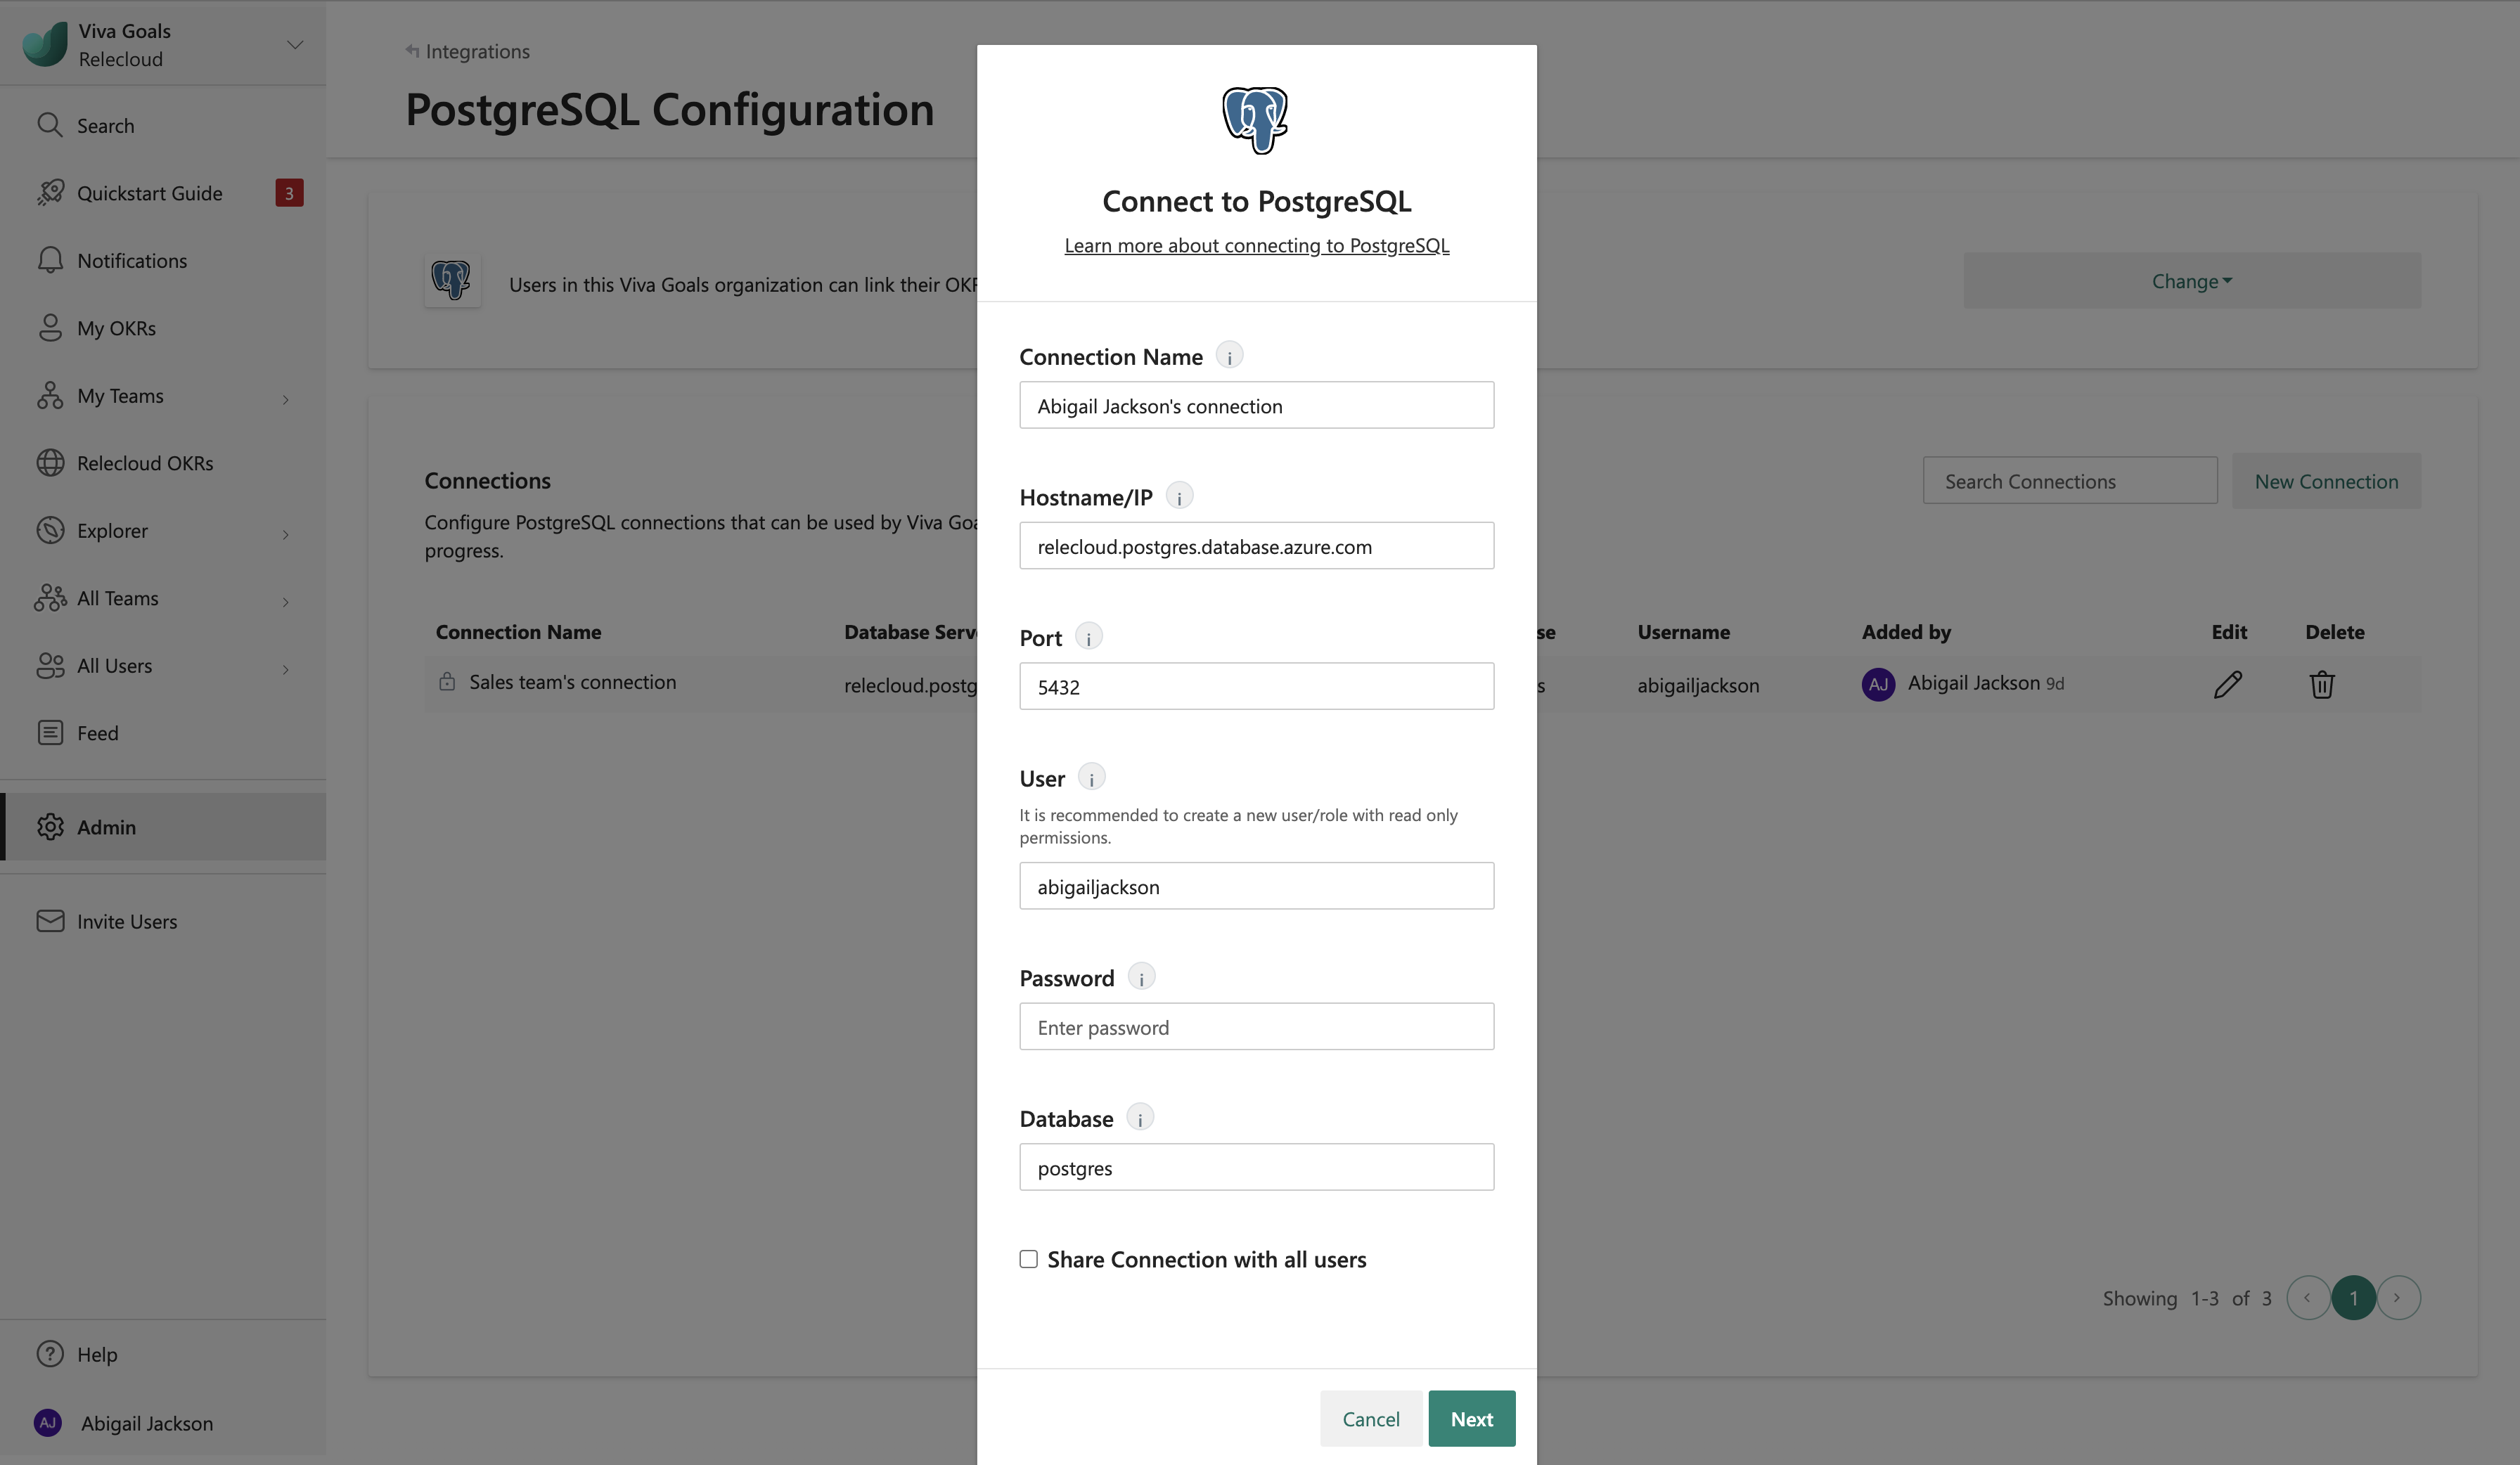 Viva Goals
Relecloud
Search
Quickstart Guide
3
Notifications
My OKRs
My Teams
Relecloud OKRs
Explorer
All Teams
All Users
Feed
Admin
Invite Users
Help
AJ
Abigail Jackson
Integrations
PostgreSQL Configuration
Users in this Viva Goals organization can link their
Change
Connections
Configure PostgreSQL connections that can be used by Viva
progress.
Search Connections
New Connection
Connection Name
Database
Username
Added by
Edit
Delete
Sales team's connection
abigailjackson
AJ
Abigail Jackson 9d
Showing 1-3 of 3
1
Connect to PostgreSQL
Learn more about connecting to PostgreSQL
Connection Name i
Abigail Jackson's connection
Hostname/IP i
relecloud.postgres.database.azure.com
Port i
5432
User i
It is recommended to create a new user/role with read only
permissions.
abigailjackson
Password i
Enter password
Database i
postgres
Share Connection with all users
Cancel
Next